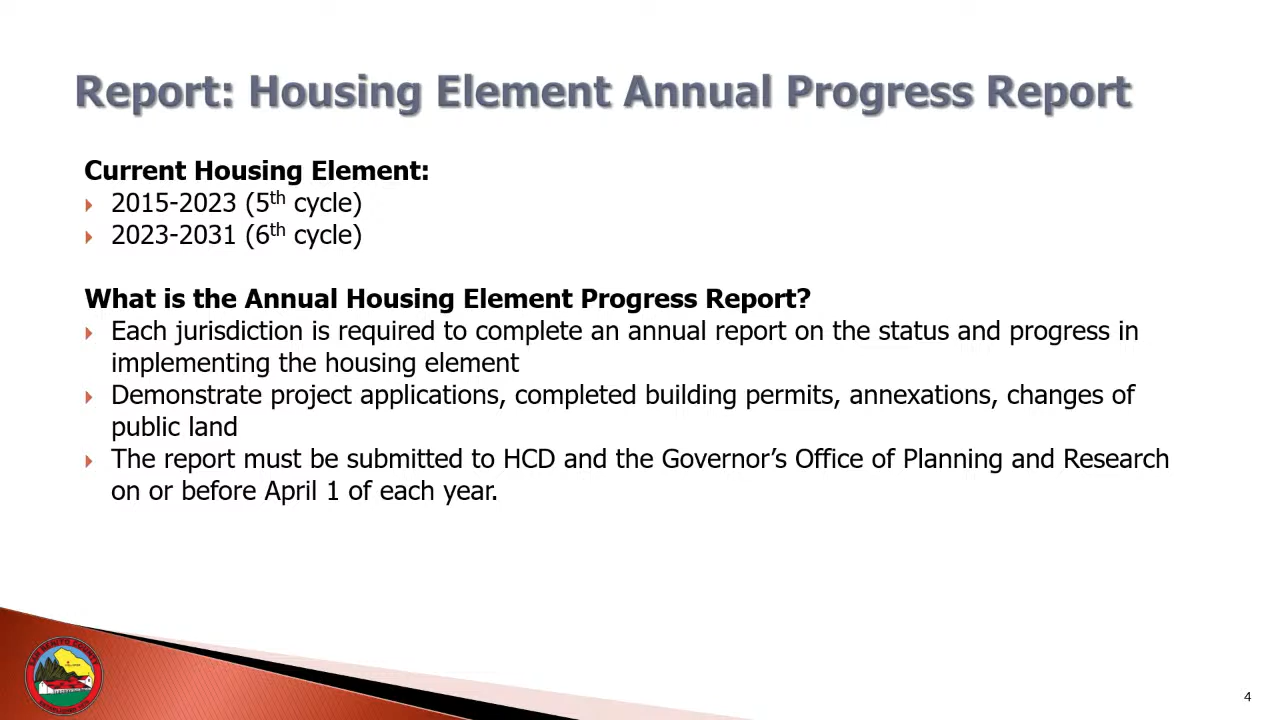 Report: Housing Element Annual Progress Report
Current Housing Element:
2015-2023 (5th cycle)
2023-2031 (6th cycle)
What is the Annual Housing Element Progress Report?
Each jurisdiction is required to complete an annual report on the status and progress in
implementing the housing element
Demonstrate project applications, completed building permits, annexations, changes of
public land
The report must be submitted to HCD and the Governor’s Office of Planning and Research
on or before April 1 of each year.
SAN BENITO COUNTY
4